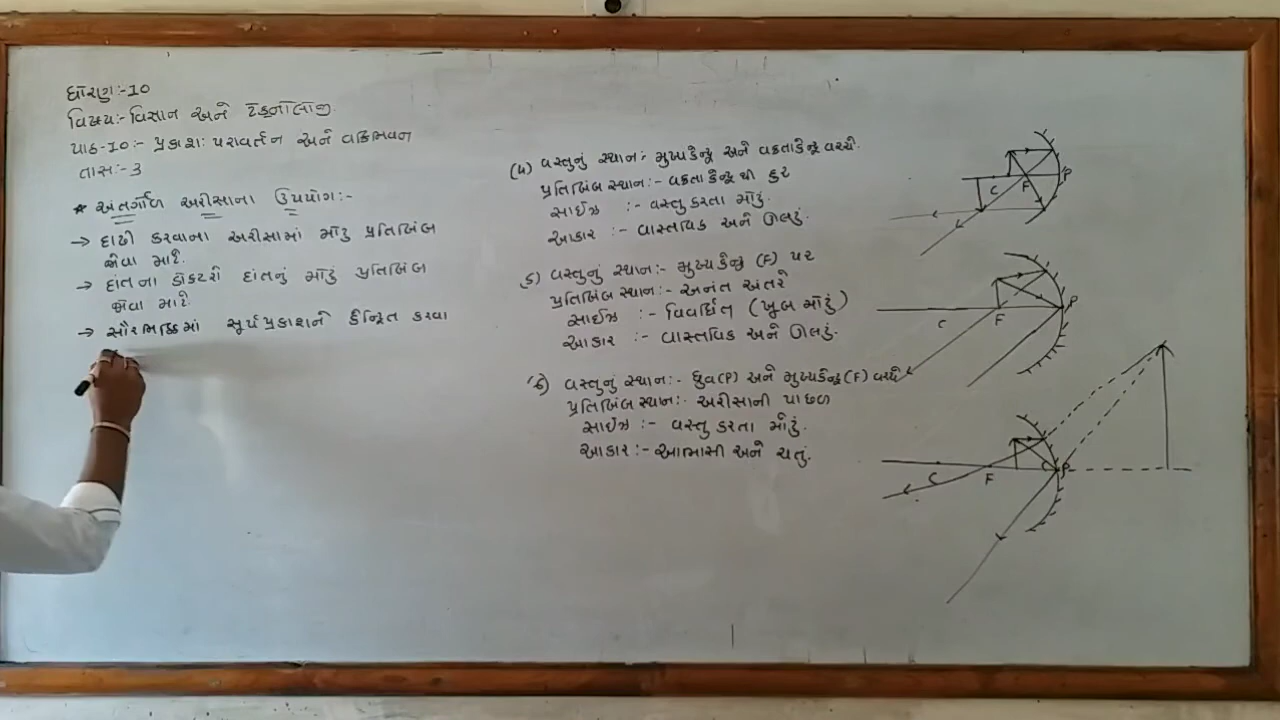 ધોરણ:-10
વિષય:- વિજ્ઞાન અને ટેકનોલોજી.
પાઠ-10:- પ્રકાશ: પરાવર્તન અને વક્રિભવન
તાસ:-3
* અંતર્ગોળ અરીસાના ઉપયોગ:-
→ દાઢી કરવાના અરીસામાં મોટુ પ્રતિબિંબ
જોવા માટે.
→ દાંતના ડોકટરો દાંતનું મોટું પ્રતિબિંબ
જોવા માટે
→ સૌરભઠ્ઠિમાં સૂર્યપ્રકાશને કેન્દ્રિત કરવા
વસ્તુનું સ્થાન:- મુખ્યકેન્દ્ર અને વક્રતાકેન્દ્ર વચ્ચે.
પ્રતિબિંબ સ્થાન:- વક્રતા કેન્દ્ર થી દુર
સાઈઝ :- વસ્તુ કરતા મોટું.
આકાર :- વાસ્તવિક અને ઊલટું.
C F P
વસ્તુનું સ્થાન:- મુખ્યકેન્દ્ર (F) પર
પ્રતિબિંબ સ્થાન:- અનંત અંતરે
સાઈઝ :- વિવર્ધિત (ખૂબ મોટું)
આકાર :- વાસ્તવિક અને ઊલટું.
C F P
વસ્તુનું સ્થાન:- ધ્રુવ(P) અને મુખ્યકેન્દ્ર(F) વચ્ચે
પ્રતિબિંબ સ્થાન:- અરીસાની પાછળ
સાઈઝ :- વસ્તુ કરતા મોટું.
આકાર:- આભાસી અને ચતું.
C F P